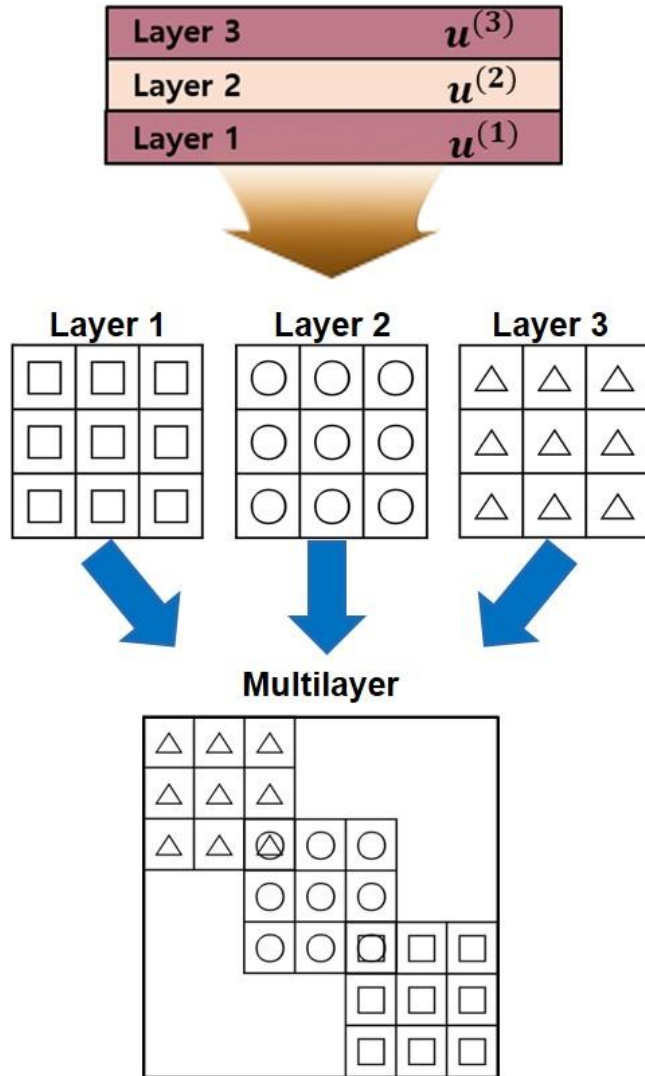 Layer 3 u^(3)
Layer 2 u^(2)
Layer 1 u^(1)
Layer 1 Layer 2 Layer 3
Multilayer